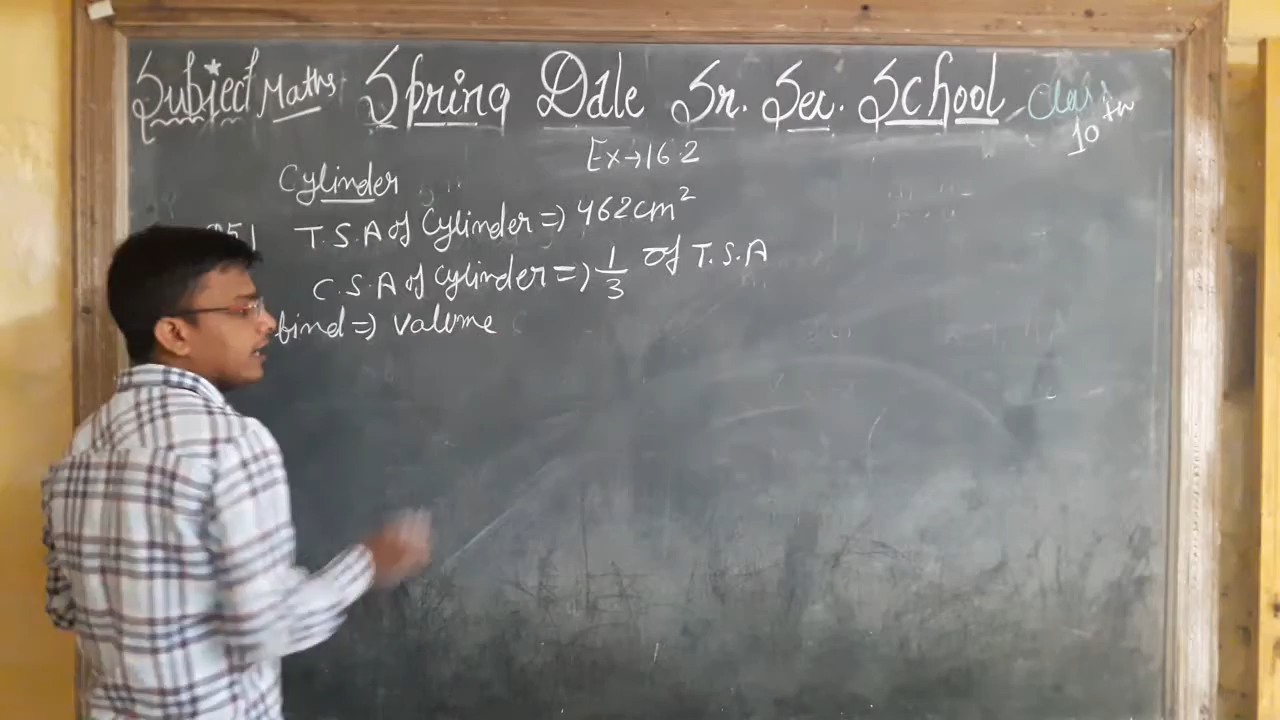 Subject Maths Spring Dale Sr. Sec. School Class 10th
Ex→16.2
Cylinder
T.S.A of Cylinder ⇒ 462cm²
C.S.A of Cylinder ⇒ 1/3 of T.S.A
find ⇒ Valume